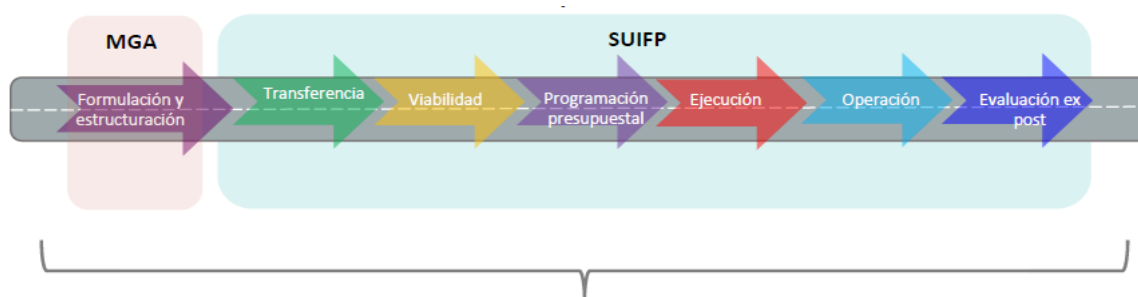 MGA
SUIFP
Formulación y
estructuración
Transferencia
Viabilidad
Programación
presupuestal
Ejecución
Operación
Evaluación ex
post